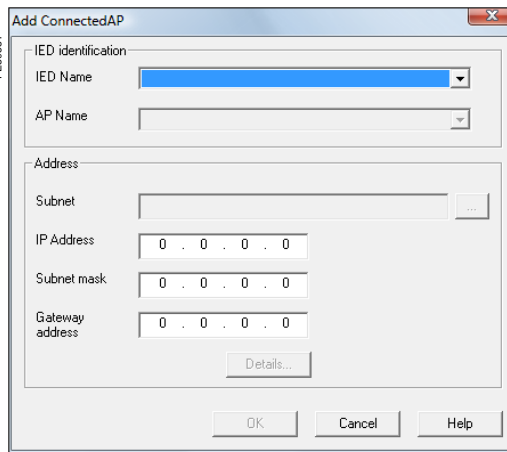 Add ConnectedAP
IED identification
IED Name
AP Name
Address
Subnet
...
IP Address
0 . 0 . 0 . 0
Subnet mask
0 . 0 . 0 . 0
Gateway
address
0 . 0 . 0 . 0
Details...
OK
Cancel
Help